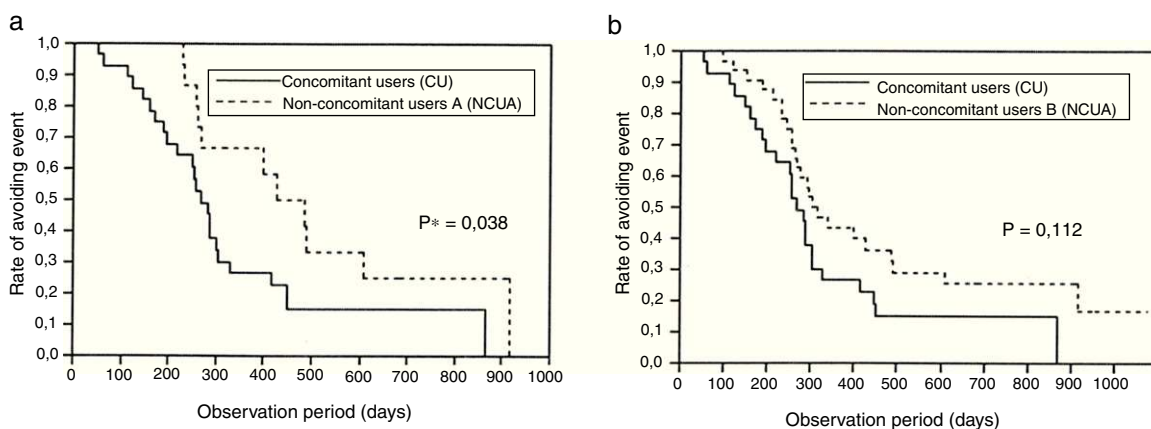 a
Rate of avoiding event
1,0
0,9
0,8
0,7
0,6
0,5
0,4
0,3
0,2
0,1
0,0
Concomitant users (CU)
Non-concomitant users A (NCUA)
P* = 0,038
0 100 200 300 400 500 600 700 800 900 1000
Observation period (days)
b
Rate of avoiding event
1,0
0,9
0,8
0,7
0,6
0,5
0,4
0,3
0,2
0,1
0,0
Concomitant users (CU)
Non-concomitant users B (NCUA)
P = 0,112
0 100 200 300 400 500 600 700 800 900 1000
Observation period (days)